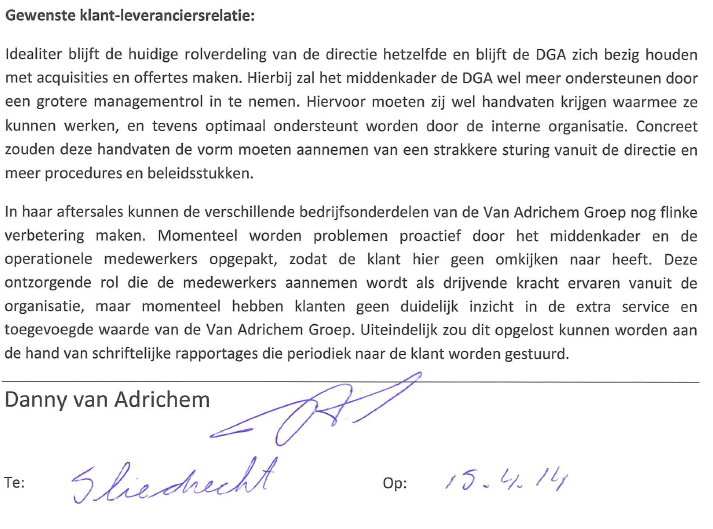 Gewenste klant-leveranciersrelatie:
Idealiter blijft de huidige rolverdeling van de directie hetzelfde en blijft de DGA zich bezig houden
met acquisities en offertes maken. Hierbij zal het middenkader de DGA wel meer ondersteunen door
een grotere managementrol in te nemen. Hiervoor moeten zij wel handvaten krijgen waarmee ze
kunnen werken, en tevens optimaal ondersteunt worden door de interne organisatie. Concreet
zouden deze handvaten de vorm moeten aannemen van een strakkere sturing vanuit de directie en
meer procedures en beleidsstukken.
In haar aftersales kunnen de verschillende bedrijfsonderdelen van de Van Adrichem Groep nog flinke
verbetering maken. Momenteel worden problemen proactief door het middenkader en de
operationele medewerkers opgepakt, zodat de klant hier geen omkijken naar heeft. Deze
ontzorgende rol die de medewerkers aannemen wordt als drijvende kracht ervaren vanuit de
organisatie, maar momenteel hebben klanten geen duidelijk inzicht in de extra service en
toegevoegde waarde van de Van Adrichem Groep. Uiteindelijk zou dit opgelost kunnen worden aan
de hand van schriftelijke rapportages die periodiek naar de klant worden gestuurd.
Danny van Adrichem
Te: Sliedrecht Op: 15.4.14